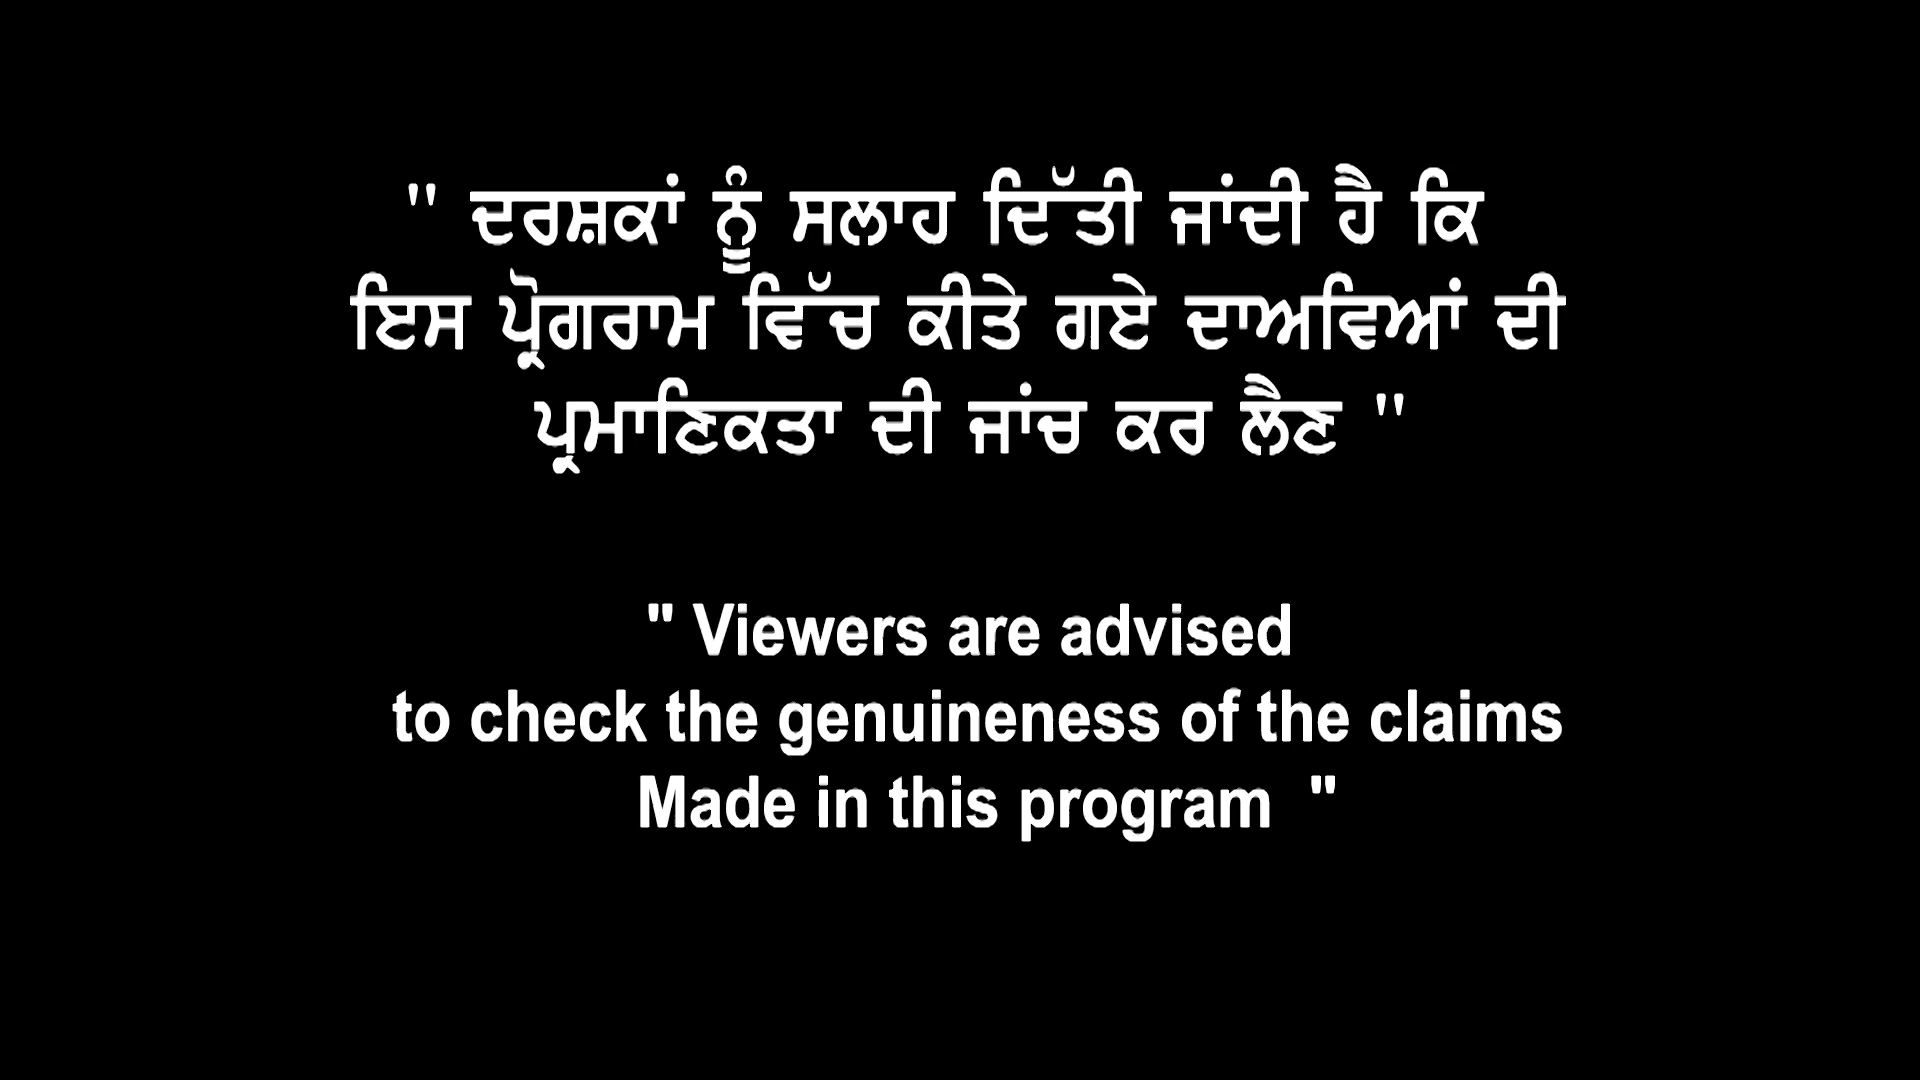 " ਦਰਸ਼ਕਾਂ ਨੂੰ ਸਲਾਹ ਦਿੱਤੀ ਜਾਂਦੀ ਹੈ ਕਿ
ਇਸ ਪ੍ਰੋਗਰਾਮ ਵਿੱਚ ਕੀਤੇ ਗਏ ਦਾਅਵਿਆਂ ਦੀ
ਪ੍ਰਮਾਣਿਕਤਾ ਦੀ ਜਾਂਚ ਕਰ ਲੈਣ "
" Viewers are advised
to check the genuineness of the claims
Made in this program "